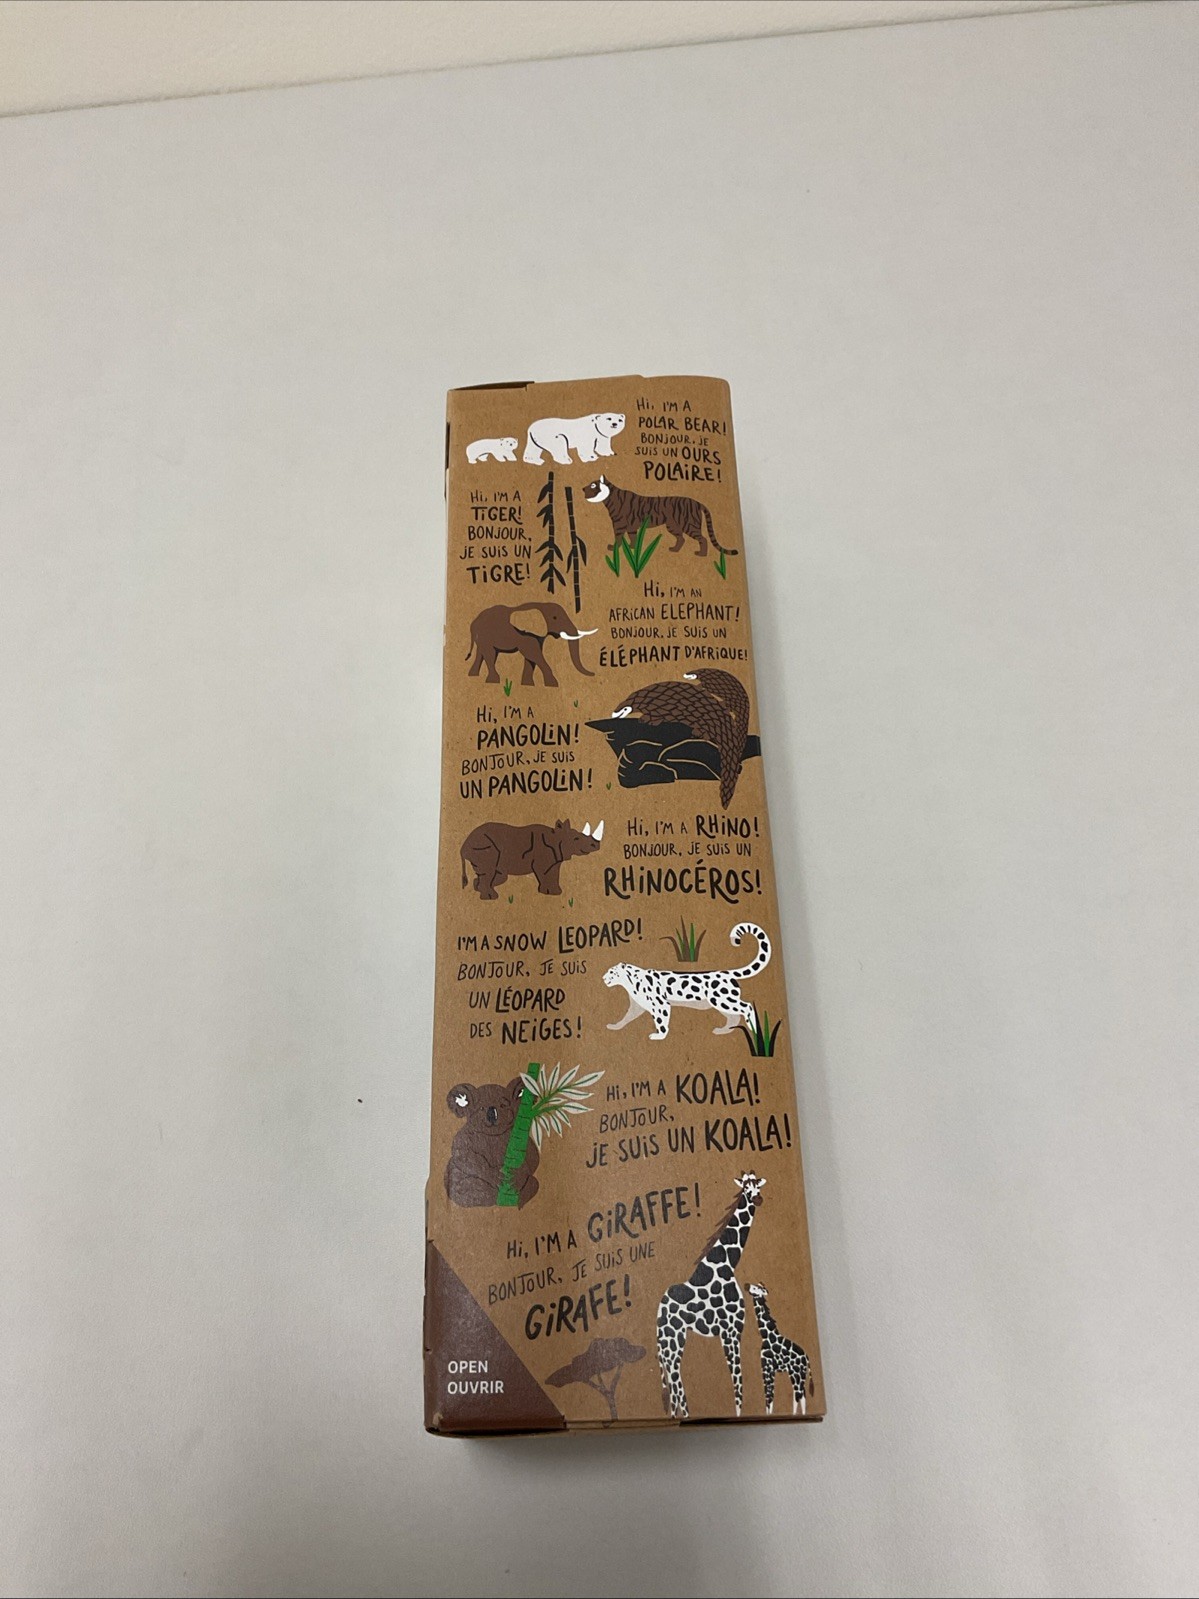 Hi, I'M A
POLAR BEAR!
BONJOUR, JE
SUIS UN OURS
POLAIRE!
Hi, I'M A
TIGER!
BONJOUR,
JE SUIS UN
TIGRE!
Hi, I'M AN
AFRICAN ELEPHANT!
BONJOUR, JE SUIS UN
ÉLÉPHANT D'AFRIQUE!
Hi, I'M A
PANGOLIN!
BONJOUR, JE SUIS
UN PANGOLIN!
Hi, I'M A RHINO!
BONJOUR, JE SUIS UN
RHINOCÉROS!
I'M A SNOW LEOPARD!
BONJOUR, JE SUIS
UN LÉOPARD
DES NEIGES!
Hi, I'M A KOALA!
BONJOUR,
JE SUIS UN KOALA!
Hi, I'M A GIRAFFE!
BONJOUR, JE SUIS UNE
GIRAFE!
OPEN
OUVRIR